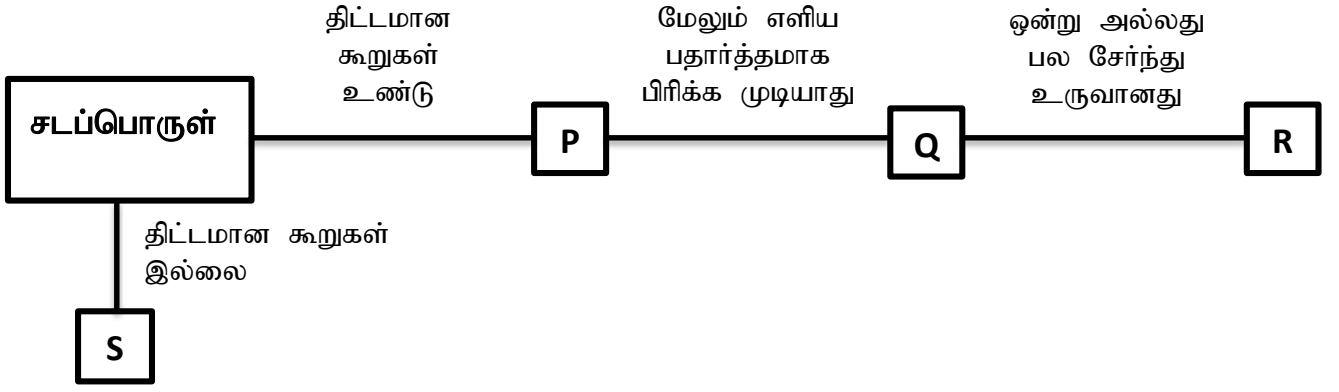 திட்டமான
கூறுகள்
உண்டு
மேலும் எளிய
பதார்த்தமாக
பிரிக்க முடியாது
ஒன்று அல்லது
பல சேர்ந்து
உருவானது
சடப்பொருள்
P
Q
R
திட்டமான கூறுகள்
இல்லை
S